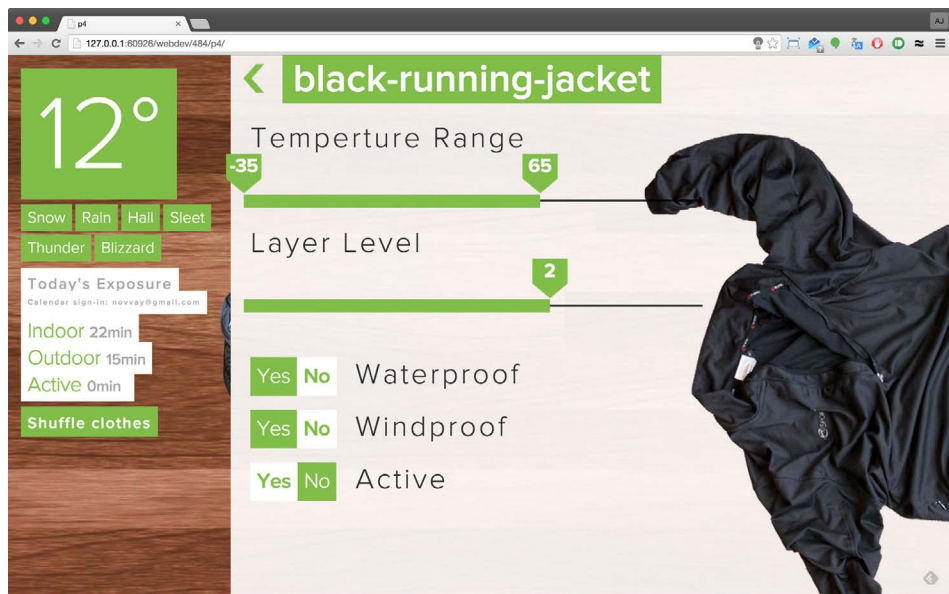 p4
AJ
127.0.0.1:60926/webdev/484/p4/
12°
Snow Rain Hail Sleet
Thunder Blizzard
Today's Exposure
Calendar sign-in: novvay@gmail.com
Indoor 22min
Outdoor 15min
Active 0min
Shuffle clothes
black-running-jacket
Temperture Range
-35 65
Layer Level
2
Yes No Waterproof
Yes No Windproof
Yes No Active